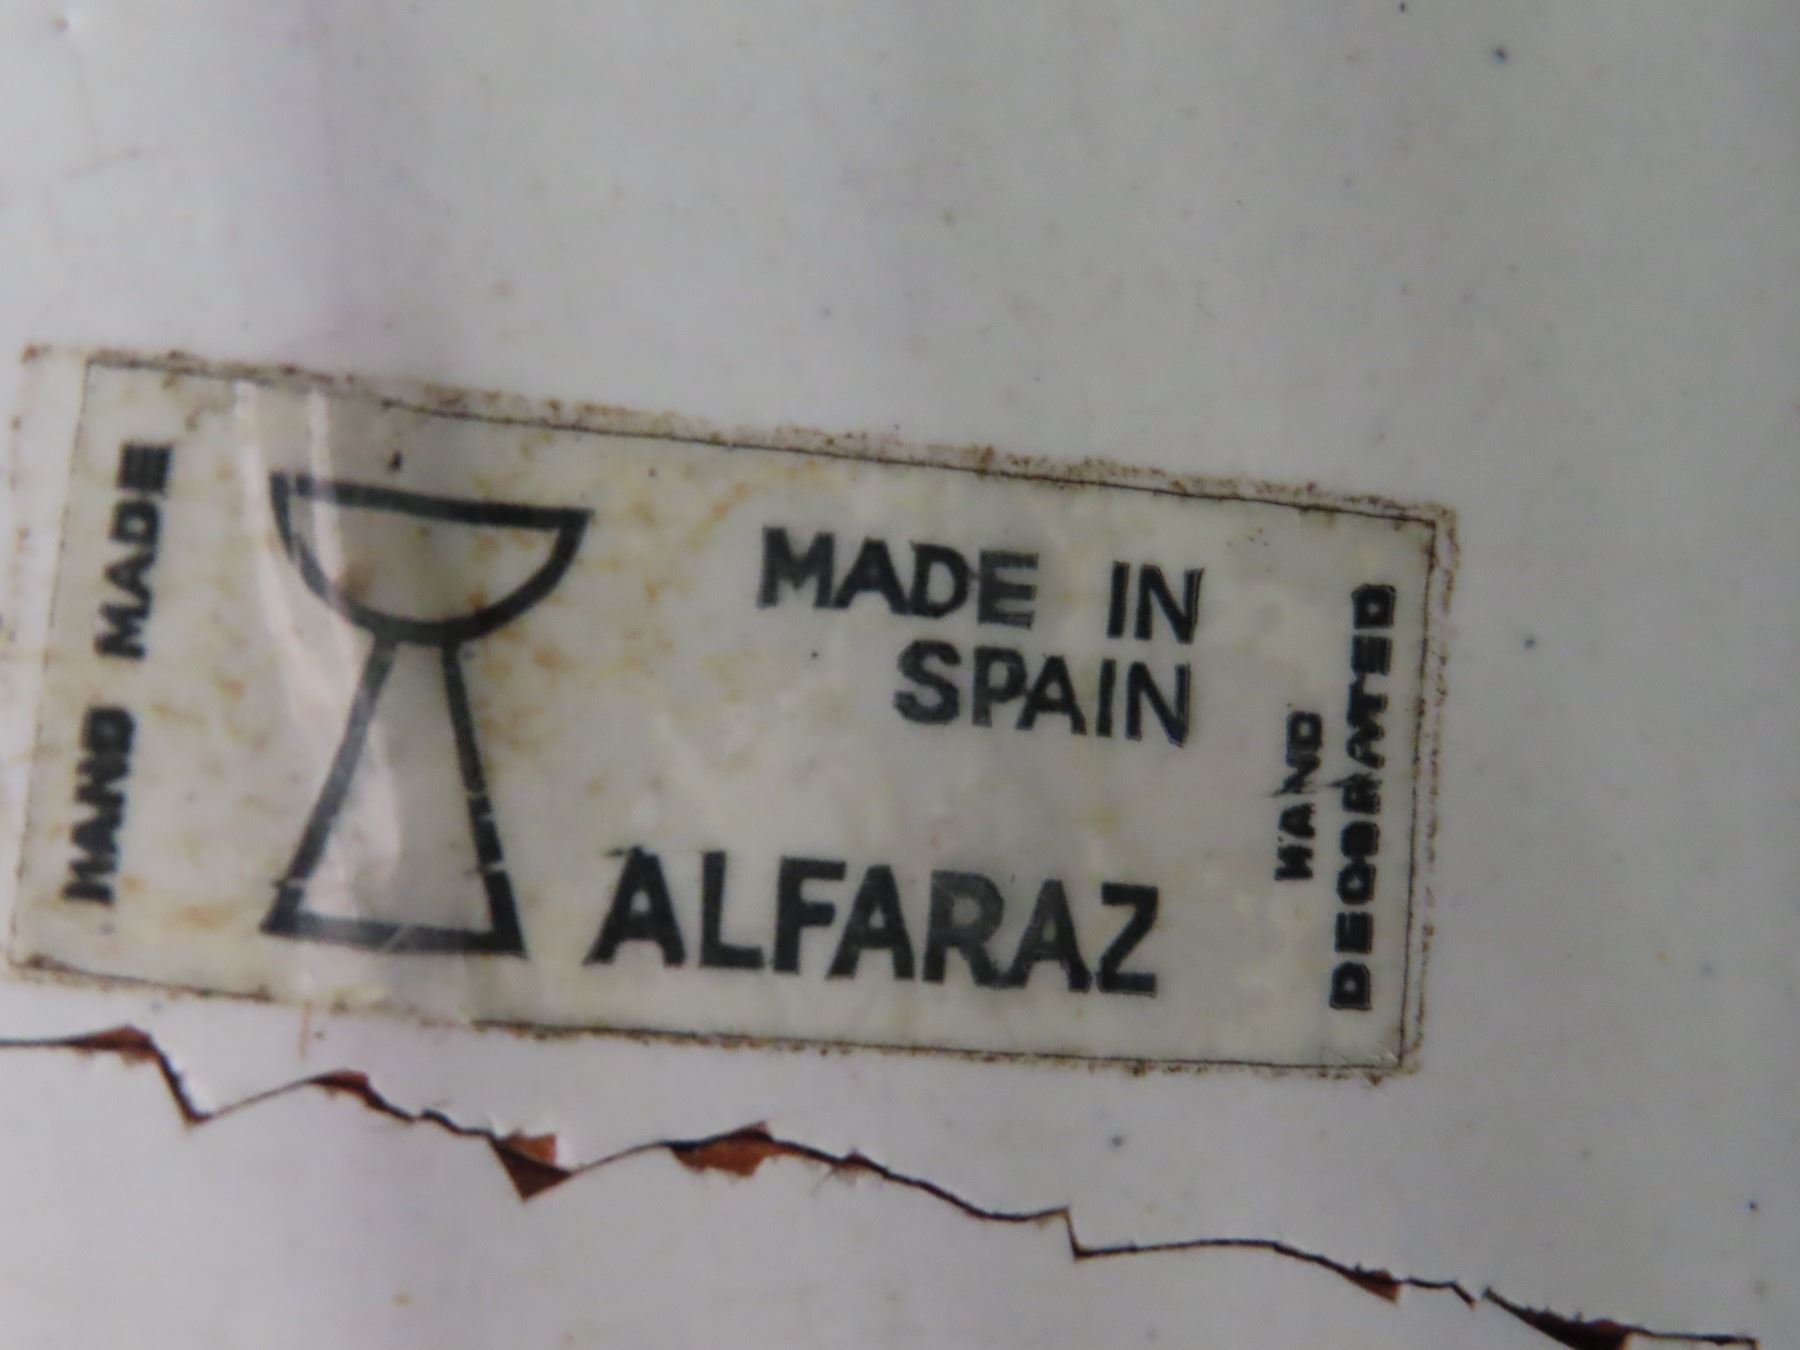 HAND MADE
MADE IN
SPAIN
ALFARAZ
HAND
DECORATED